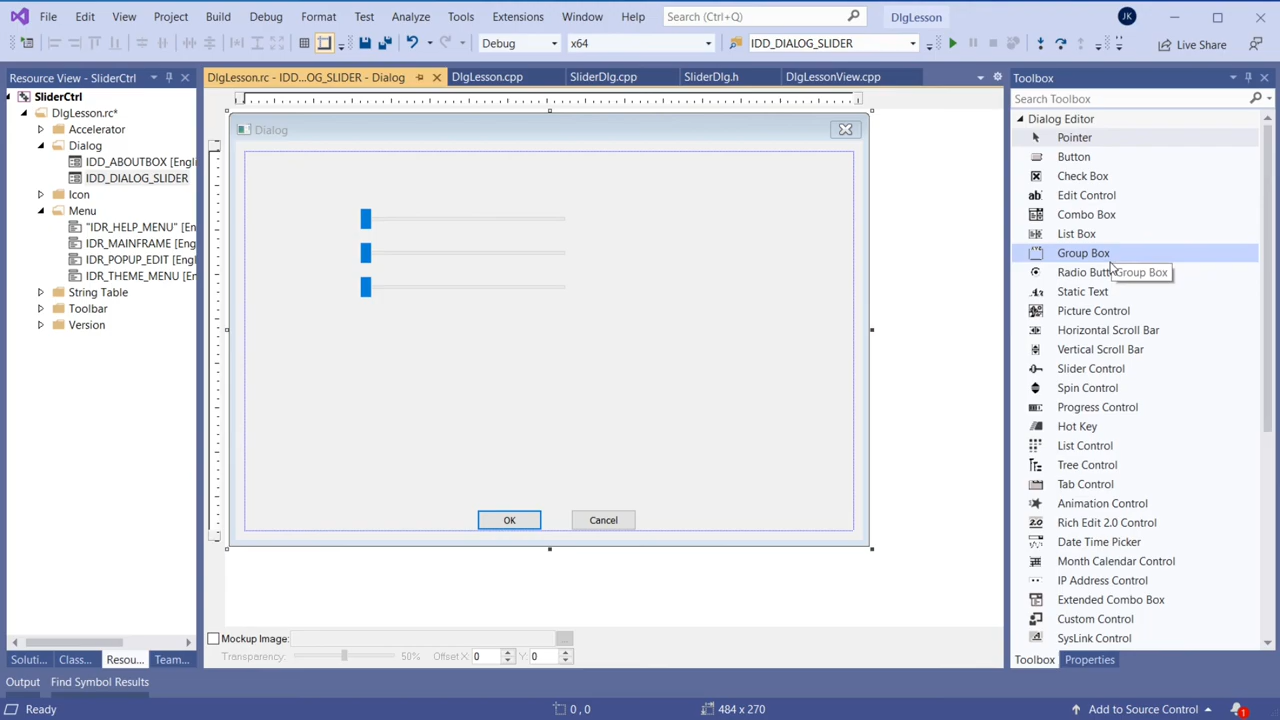 File Edit View Project Build Debug Format Test Analyze Tools Extensions Window Help Search (Ctrl+Q) DlgLesson JK
Debug x64 IDD_DIALOG_SLIDER Live Share
Resource View - SliderCtrl
DlgLesson.rc - IDD...OG_SLIDER - Dialog DlgLesson.cpp SliderDlg.cpp SliderDlg.h DlgLessonView.cpp
Toolbox
SliderCtrl
DlgLesson.rc*
Accelerator
Dialog
IDD_ABOUTBOX [Engli
IDD_DIALOG_SLIDER
Icon
Menu
"IDR_HELP_MENU" [En
IDR_MAINFRAME [Eng
IDR_POPUP_EDIT [Eng
IDR_THEME_MENU [En
String Table
Toolbar
Version
Dialog
OK Cancel
Mockup Image: ...
Transparency: 50% Offset X: 0 Y: 0
Search Toolbox
Dialog Editor
Pointer
Button
Check Box
ab| Edit Control
Combo Box
List Box
XYZ Group Box
Radio Butt Group Box
Aa Static Text
Picture Control
Horizontal Scroll Bar
Vertical Scroll Bar
Slider Control
Spin Control
Progress Control
Hot Key
List Control
Tree Control
Tab Control
Animation Control
2.0 Rich Edit 2.0 Control
Date Time Picker
Month Calendar Control
IP Address Control
Extended Combo Box
Custom Control
A SysLink Control
Soluti... Class... Resou... Team...
Toolbox Properties
Output Find Symbol Results
Ready 0 , 0 484 x 270 Add to Source Control 1